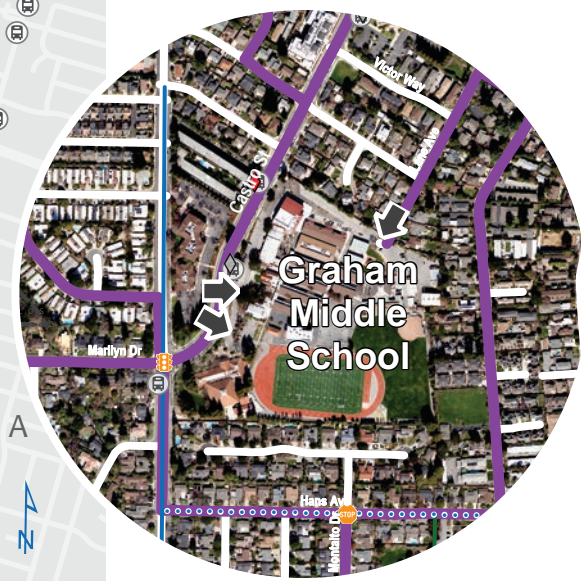 Victor Way
Castro St
Graham
Middle
School
Marilyn Dr
A
Hans Ave
STOP
Montalto Dr
N